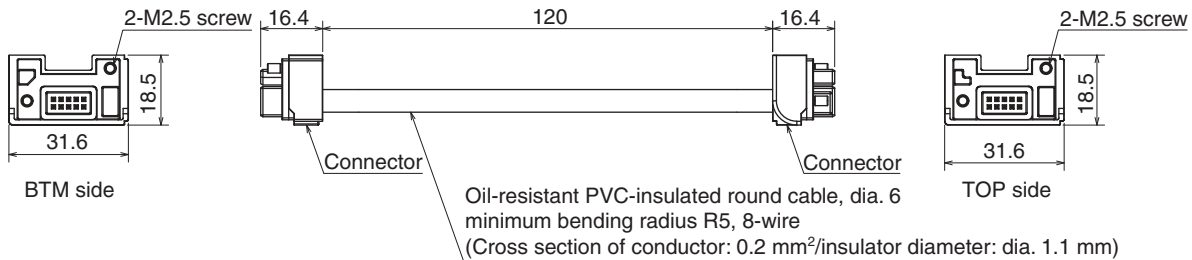 2-M2.5 screw
16.4
120
16.4
2-M2.5 screw
18.5
18.5
31.6
31.6
Connector
Connector
BTM side
TOP side
Oil-resistant PVC-insulated round cable, dia. 6
minimum bending radius R5, 8-wire
(Cross section of conductor: 0.2 mm²/insulator diameter: dia. 1.1 mm)